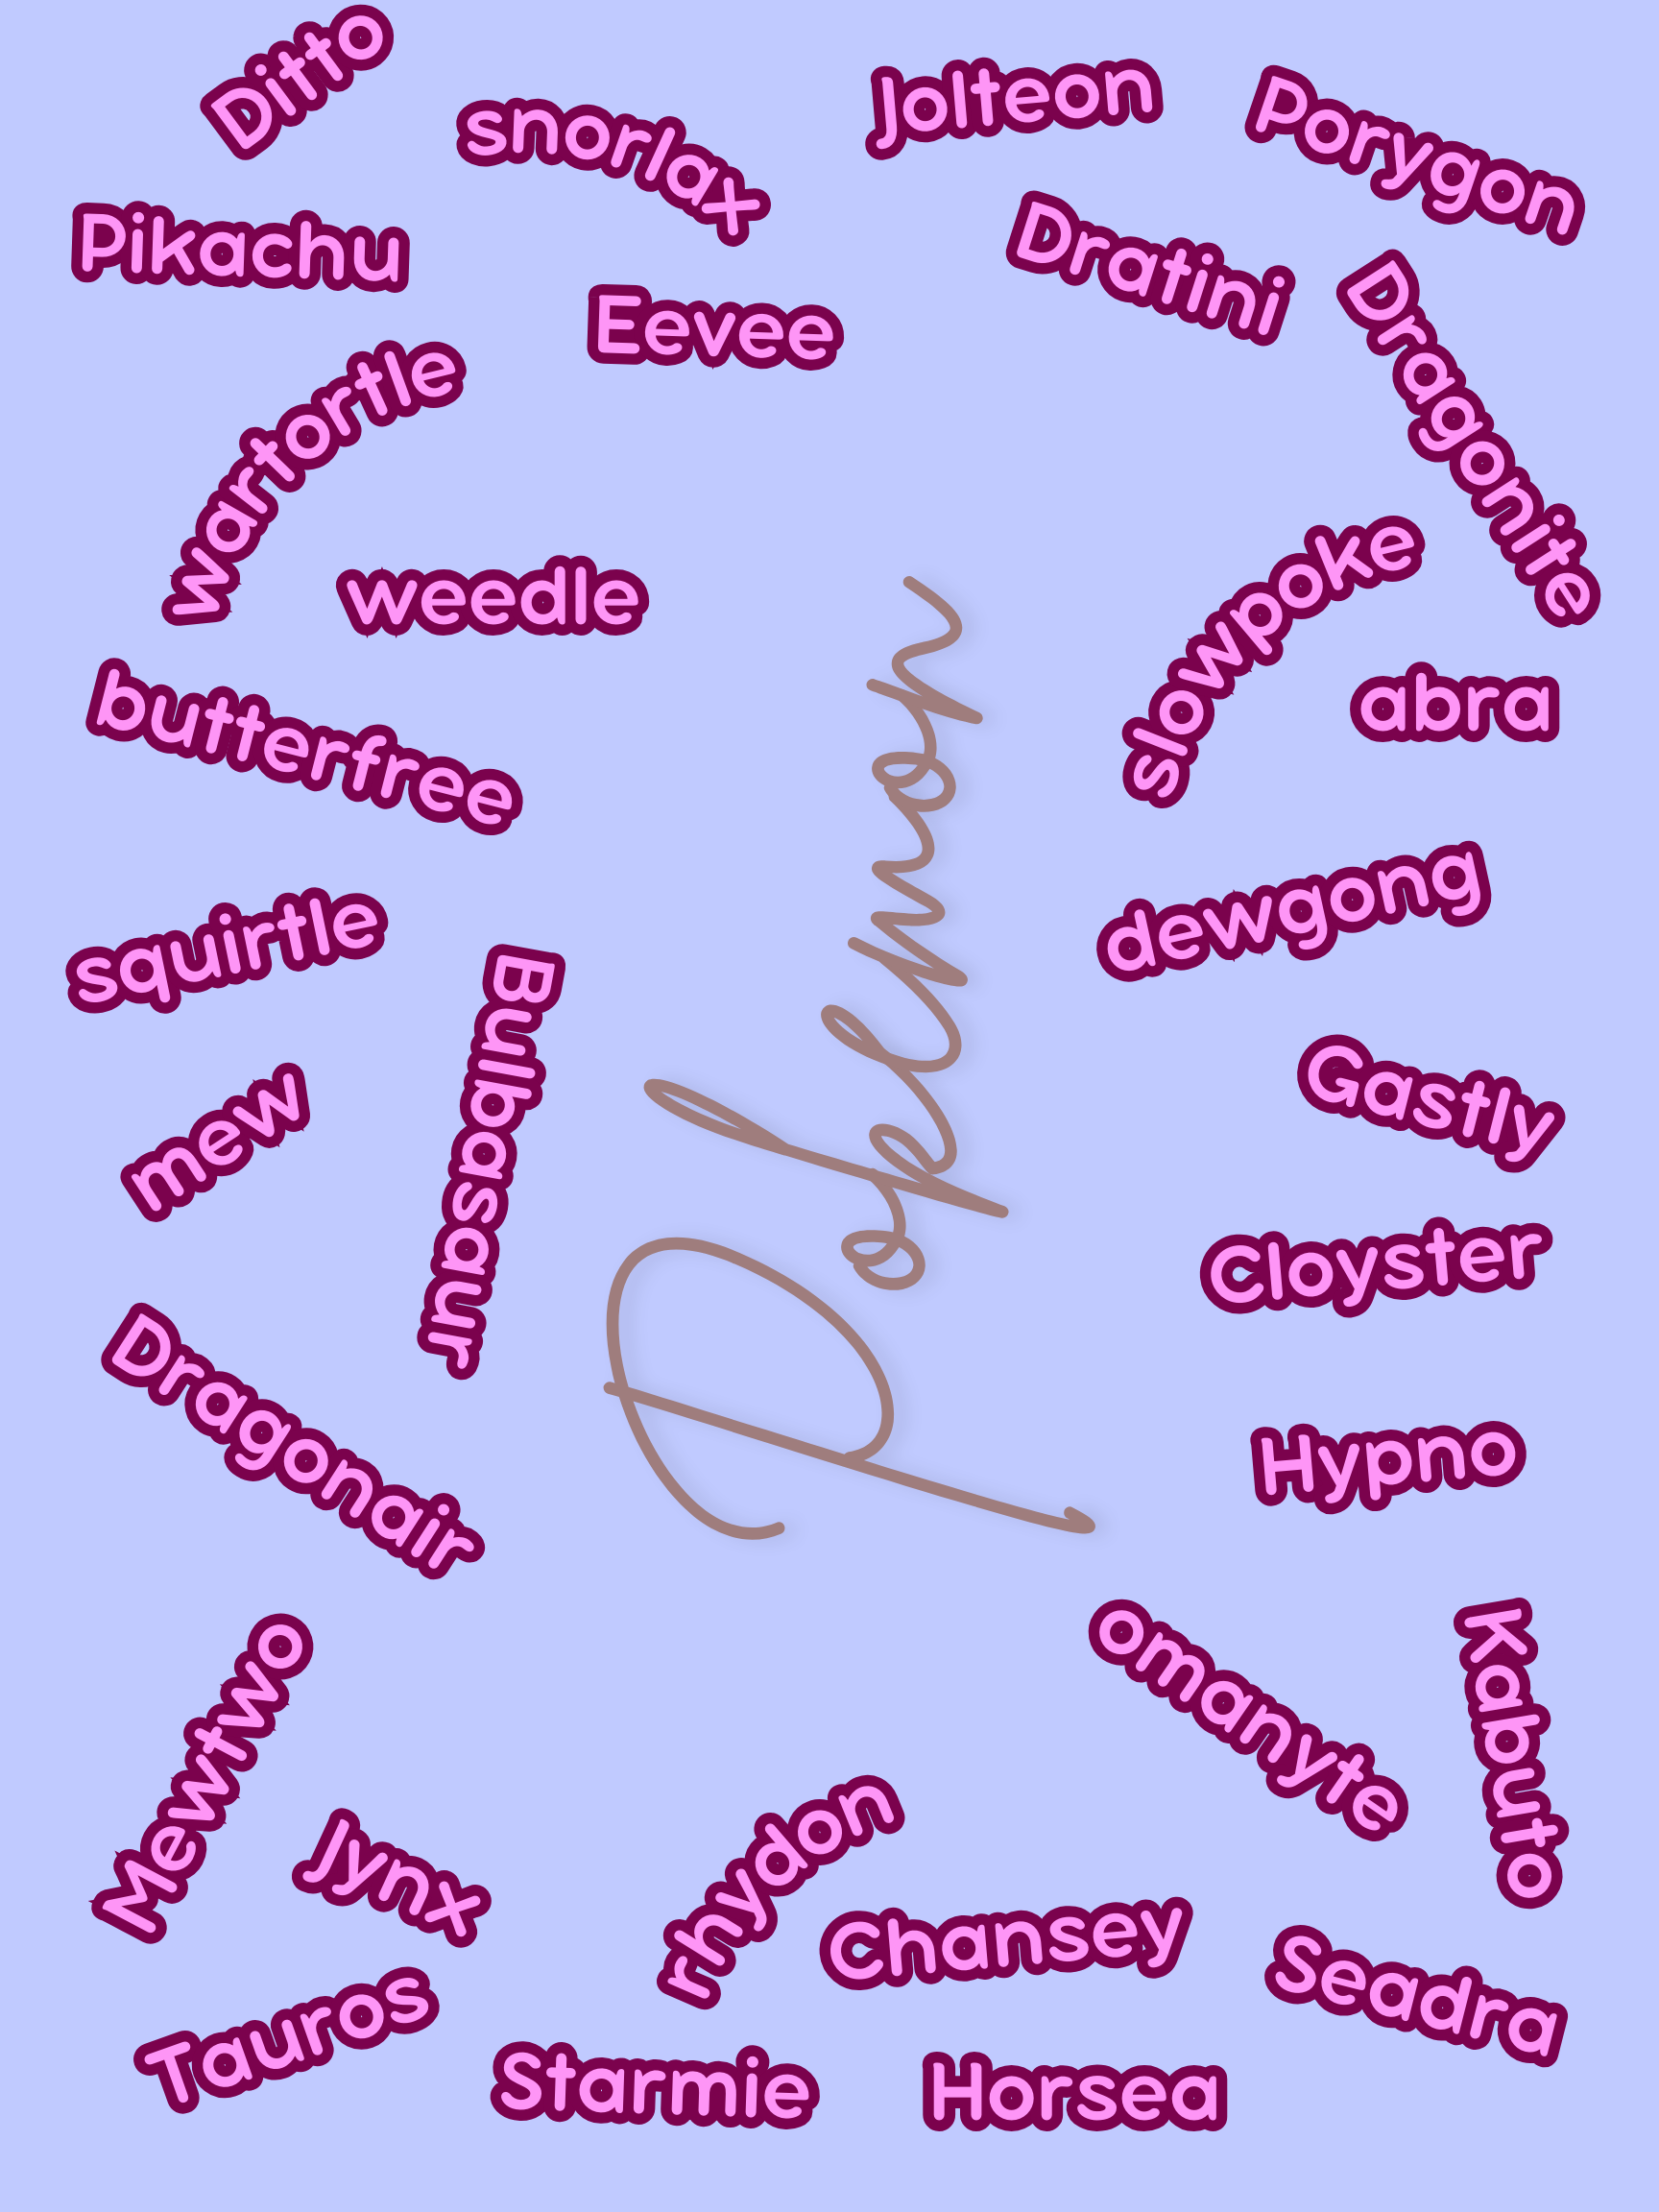 Ditto
snorlax
Jolteon
Porygon
Pikachu
Dratini
Eevee
Dragonite
wartortle
weedle
slowpoke
abra
butterfree
Pokemon
squirtle
dewgong
Bulbasaur
mew
Gastly
Cloyster
Dragonair
Hypno
Mewtwo
omanyte
Kabuto
Jynx
rhydon
Chansey
Seadra
Tauros
Starmie
Horsea